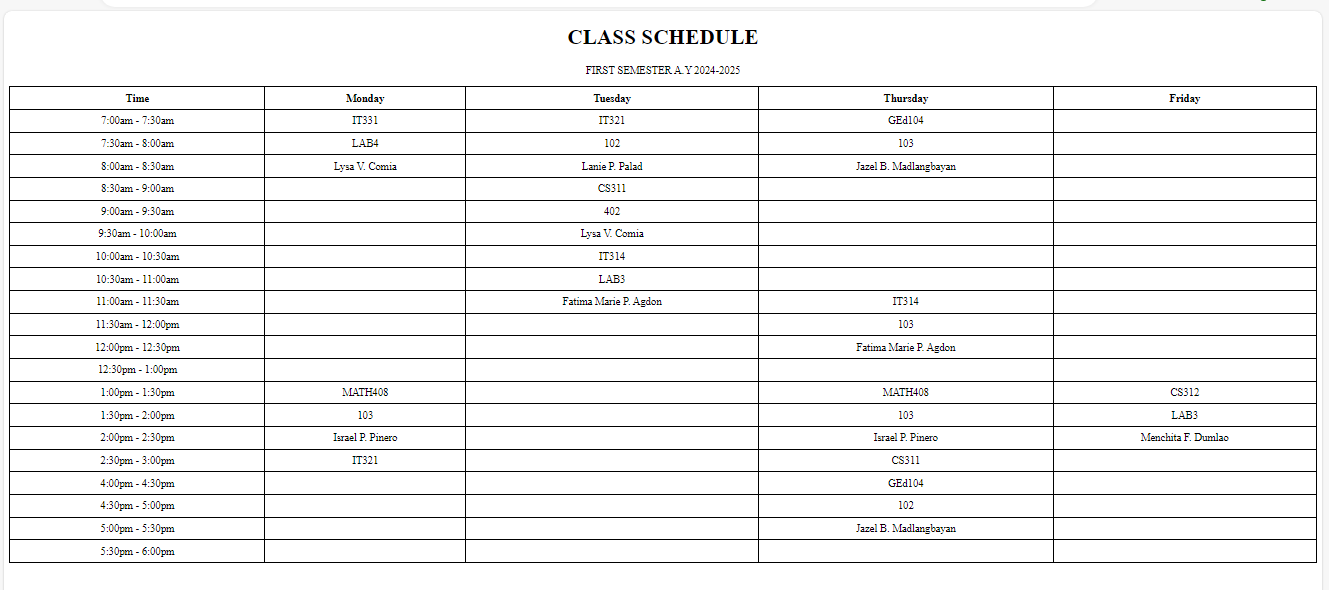 CLASS SCHEDULE
FIRST SEMESTER A.Y 2024-2025
Time Monday Tuesday Thursday Friday
7:00am - 7:30am IT331 IT321 GEd104
7:30am - 8:00am LAB4 102 103
8:00am - 8:30am Lysa V. Comia Lanie P. Palad Jazel B. Madlangbayan
8:30am - 9:00am CS311
9:00am - 9:30am 402
9:30am - 10:00am Lysa V. Comia
10:00am - 10:30am IT314
10:30am - 11:00am LAB3
11:00am - 11:30am Fatima Marie P. Agdon IT314
11:30am - 12:00pm 103
12:00pm - 12:30pm Fatima Marie P. Agdon
12:30pm - 1:00pm
1:00pm - 1:30pm MATH408 MATH408 CS312
1:30pm - 2:00pm 103 103 LAB3
2:00pm - 2:30pm Israel P. Pinero Israel P. Pinero Menchita F. Dumlao
2:30pm - 3:00pm IT321 CS311
4:00pm - 4:30pm GEd104
4:30pm - 5:00pm 102
5:00pm - 5:30pm Jazel B. Madlangbayan
5:30pm - 6:00pm